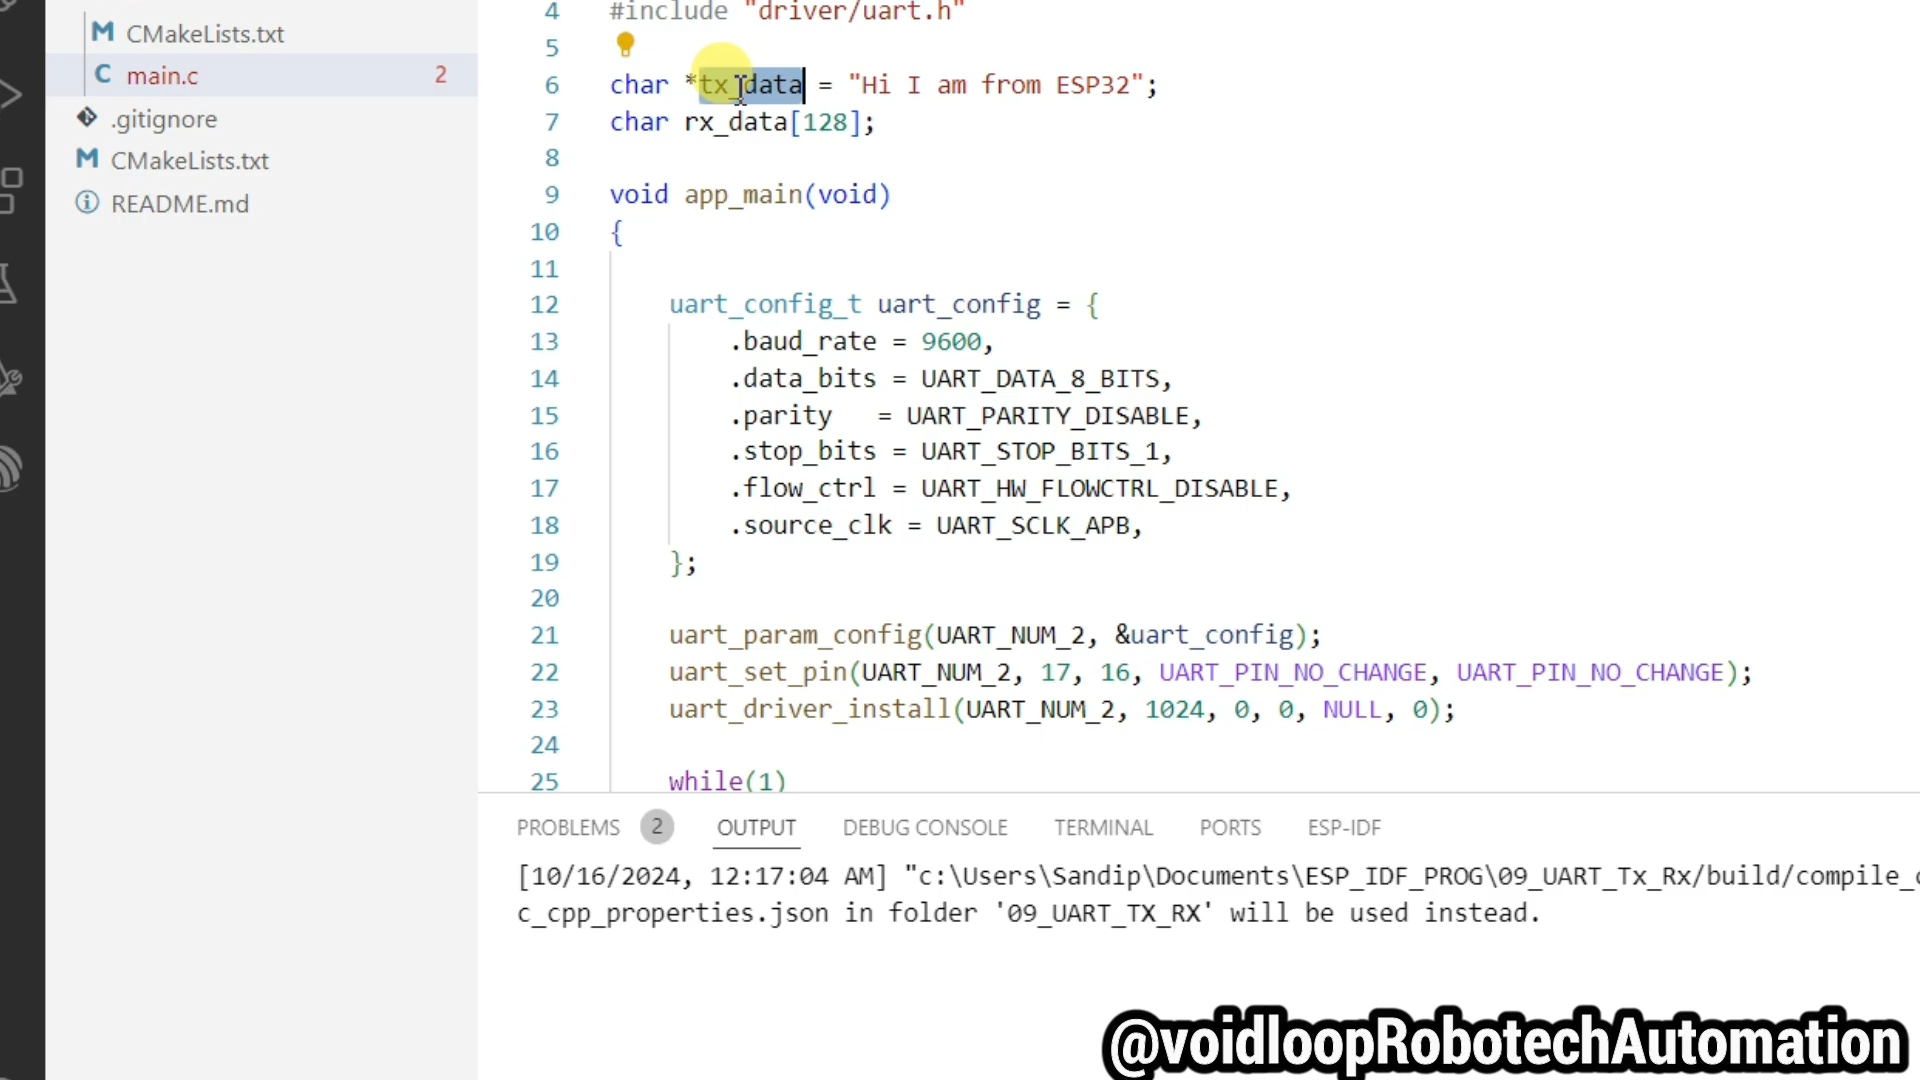 CMakeLists.txt
main.c 2
.gitignore
CMakeLists.txt
README.md
4 #include "driver/uart.h"
5
6 char *tx_data = "Hi I am from ESP32";
7 char rx_data[128];
8
9 void app_main(void)
10 {
11
12 uart_config_t uart_config = {
13 .baud_rate = 9600,
14 .data_bits = UART_DATA_8_BITS,
15 .parity   = UART_PARITY_DISABLE,
16 .stop_bits = UART_STOP_BITS_1,
17 .flow_ctrl = UART_HW_FLOWCTRL_DISABLE,
18 .source_clk = UART_SCLK_APB,
19 };
20
21 uart_param_config(UART_NUM_2, &uart_config);
22 uart_set_pin(UART_NUM_2, 17, 16, UART_PIN_NO_CHANGE, UART_PIN_NO_CHANGE);
23 uart_driver_install(UART_NUM_2, 1024, 0, 0, NULL, 0);
24
25 while(1)
PROBLEMS 2 OUTPUT DEBUG CONSOLE TERMINAL PORTS ESP-IDF
[10/16/2024, 12:17:04 AM] "c:\Users\Sandip\Documents\ESP_IDF_PROG\09_UART_Tx_Rx/build/compile_c
c_cpp_properties.json in folder '09_UART_TX_RX' will be used instead.
@voidloopRobotechAutomation